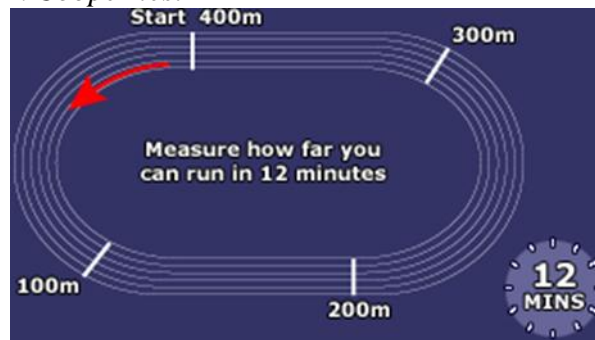 Start 400m
300m
Measure how far you
can run in 12 minutes
100m
200m
12
MINS